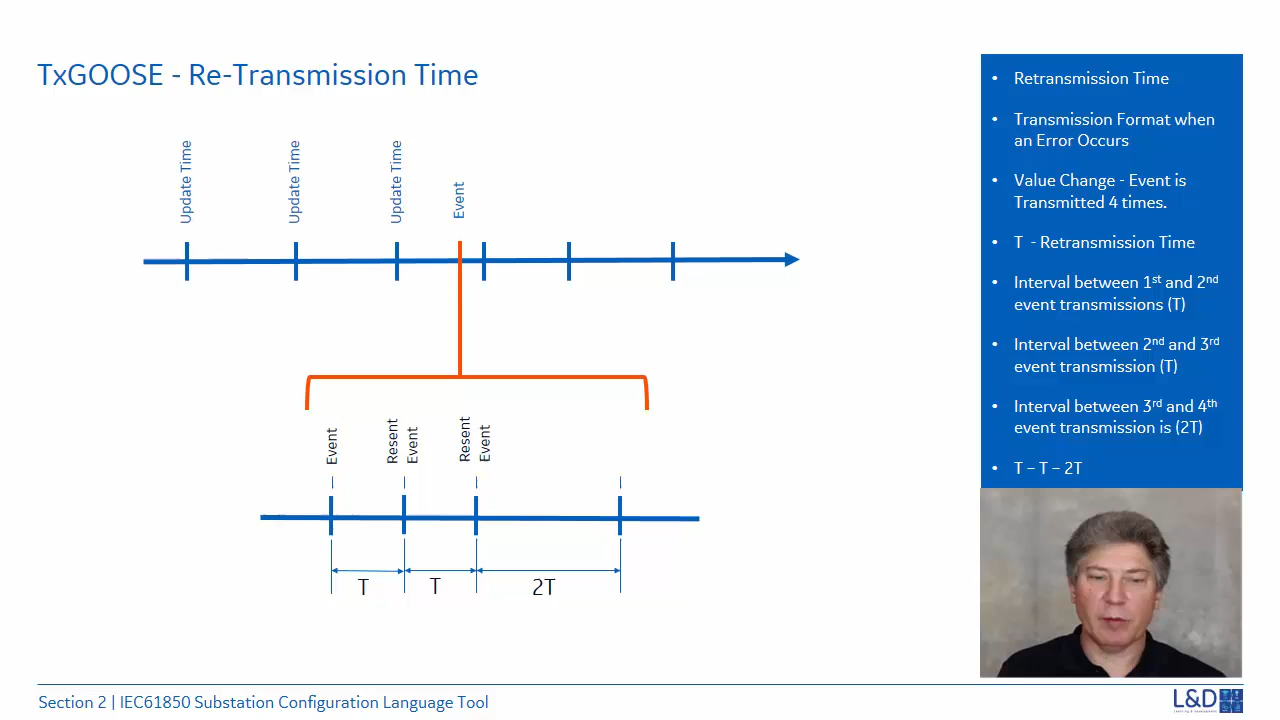 TxGOOSE - Re-Transmission Time
Update Time
Update Time
Update Time
Event
Event
Resent
Event
Resent
Event
T
T
2T
• Retransmission Time
• Transmission Format when
an Error Occurs
• Value Change - Event is
Transmitted 4 times.
• T - Retransmission Time
• Interval between 1st and 2nd
event transmissions (T)
• Interval between 2nd and 3rd
event transmission (T)
• Interval between 3rd and 4th
event transmission is (2T)
• T – T – 2T
Section 2 | IEC61850 Substation Configuration Language Tool
L&D